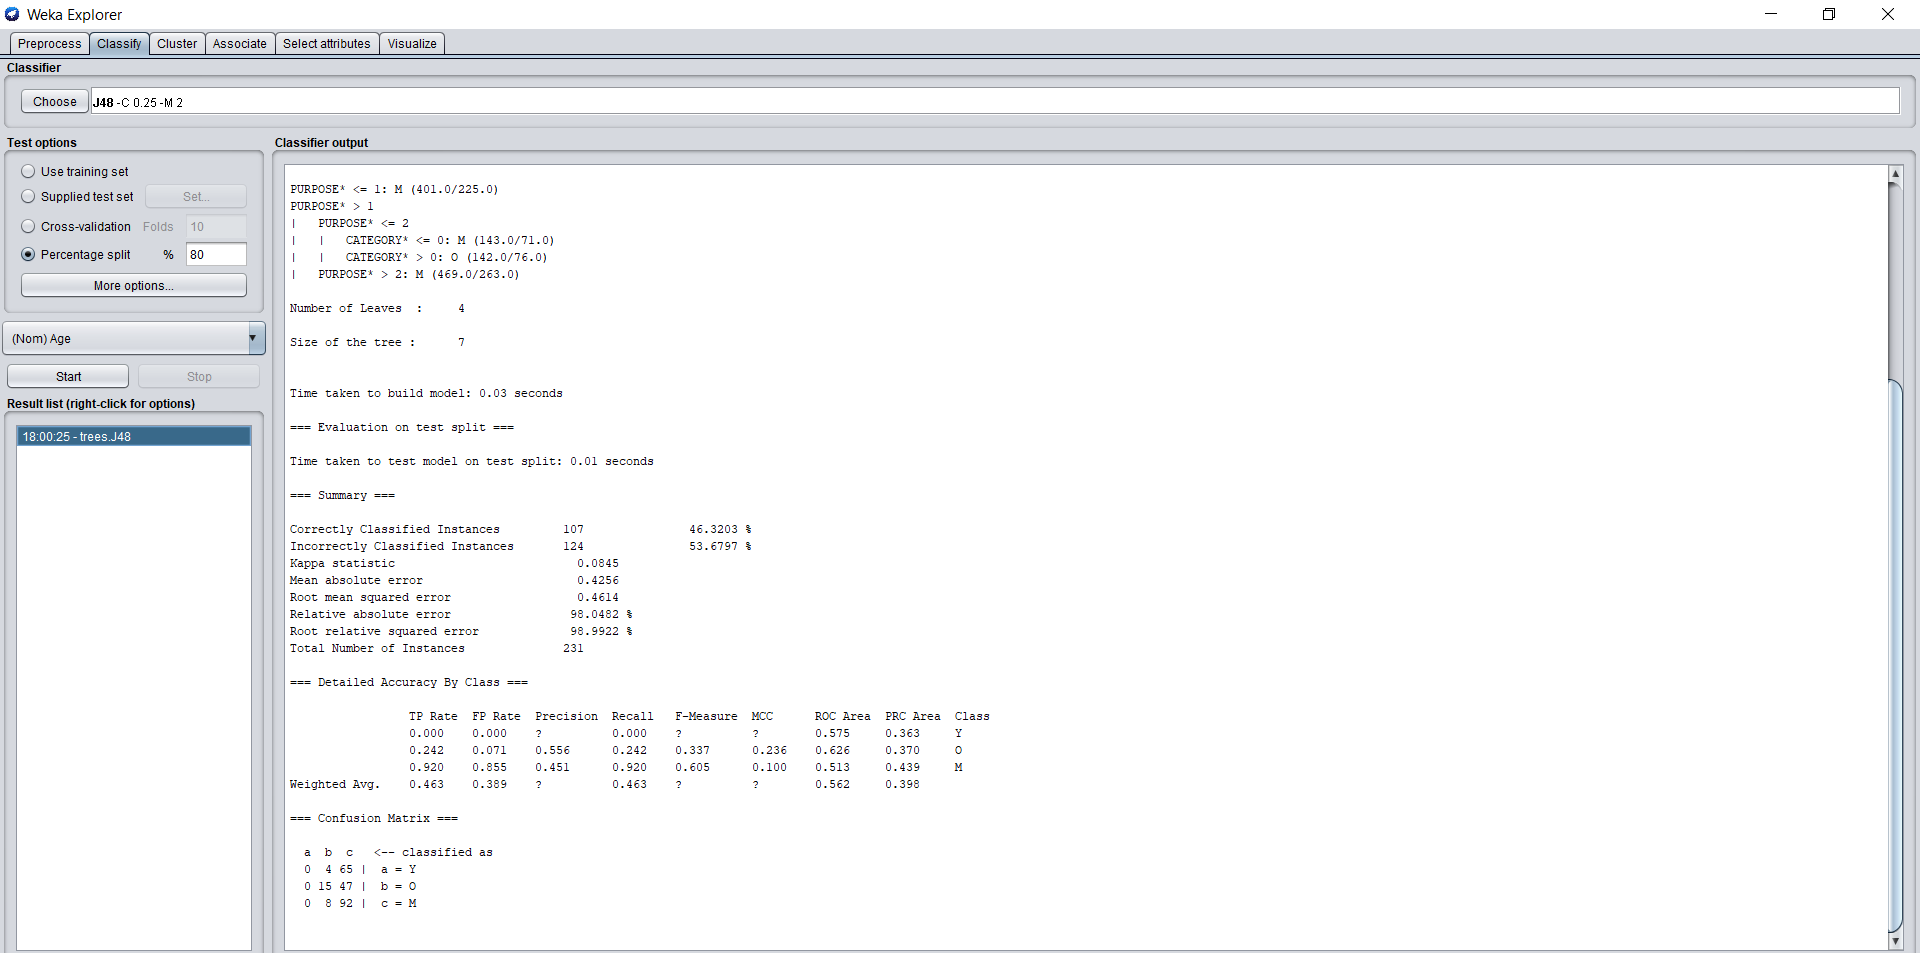 Weka Explorer
Preprocess Classify Cluster Associate Select attributes Visualize
Classifier
Choose J48 -C 0.25 -M 2
Test options
Use training set
Supplied test set Set...
Cross-validation Folds 10
Percentage split % 80
More options...
(Nom) Age
Start Stop
Result list (right-click for options)
18:00:25 - trees.J48
Classifier output
PURPOSE* <= 1: M (401.0/225.0)
PURPOSE* > 1
|   PURPOSE* <= 2
|   |   CATEGORY* <= 0: M (143.0/71.0)
|   |   CATEGORY* > 0: O (142.0/76.0)
|   PURPOSE* > 2: M (469.0/263.0)
Number of Leaves  :     4
Size of the tree :      7
Time taken to build model: 0.03 seconds
=== Evaluation on test split ===
Time taken to test model on test split: 0.01 seconds
=== Summary ===
Correctly Classified Instances         107               46.3203 %
Incorrectly Classified Instances       124               53.6797 %
Kappa statistic                          0.0845
Mean absolute error                      0.4256
Root mean squared error                  0.4614
Relative absolute error                 98.0482 %
Root relative squared error             98.9922 %
Total Number of Instances              231
=== Detailed Accuracy By Class ===
TP Rate  FP Rate  Precision  Recall   F-Measure  MCC      ROC Area  PRC Area  Class
0.000    0.000    ?          0.000    ?          ?        0.575     0.363     Y
0.242    0.071    0.556      0.242    0.337      0.236    0.626     0.370     O
0.920    0.855    0.451      0.920    0.605      0.100    0.513     0.439     M
Weighted Avg.    0.463    0.389    ?          0.463    ?          ?        0.562     0.398
=== Confusion Matrix ===
a  b  c   <-- classified as
0  4 65 |  a = Y
0 15 47 |  b = O
0  8 92 |  c = M